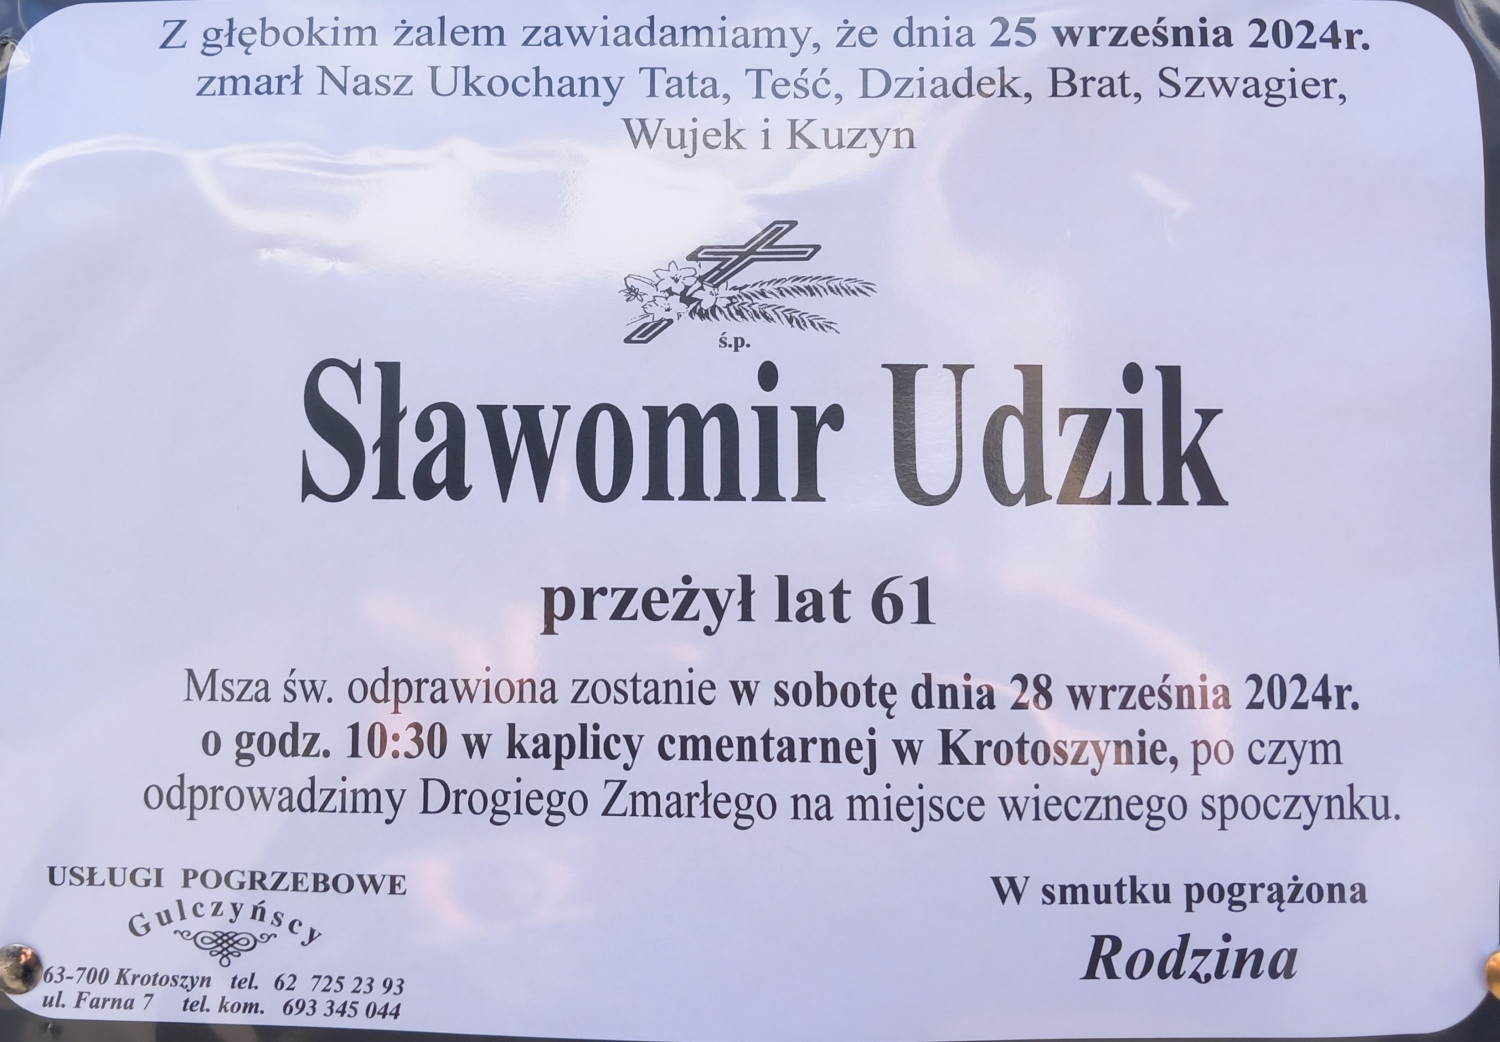 Z głębokim żalem zawiadamiamy, że dnia 25 września 2024r.
zmarł Nasz Ukochany Tata, Teść, Dziadek, Brat, Szwagier,
Wujek i Kuzyn
ś.p.
Sławomir Udzik
przeżył lat 61
Msza św. odprawiona zostanie w sobotę dnia 28 września 2024r.
o godz. 10:30 w kaplicy cmentarnej w Krotoszynie, po czym
odprowadzimy Drogiego Zmarłego na miejsce wiecznego spoczynku.
USŁUGI POGRZEBOWE
Gulczyńscy
63-700 Krotoszyn tel. 62 725 23 93
ul. Farna 7 tel. kom. 693 345 044
W smutku pogrążona
Rodzina